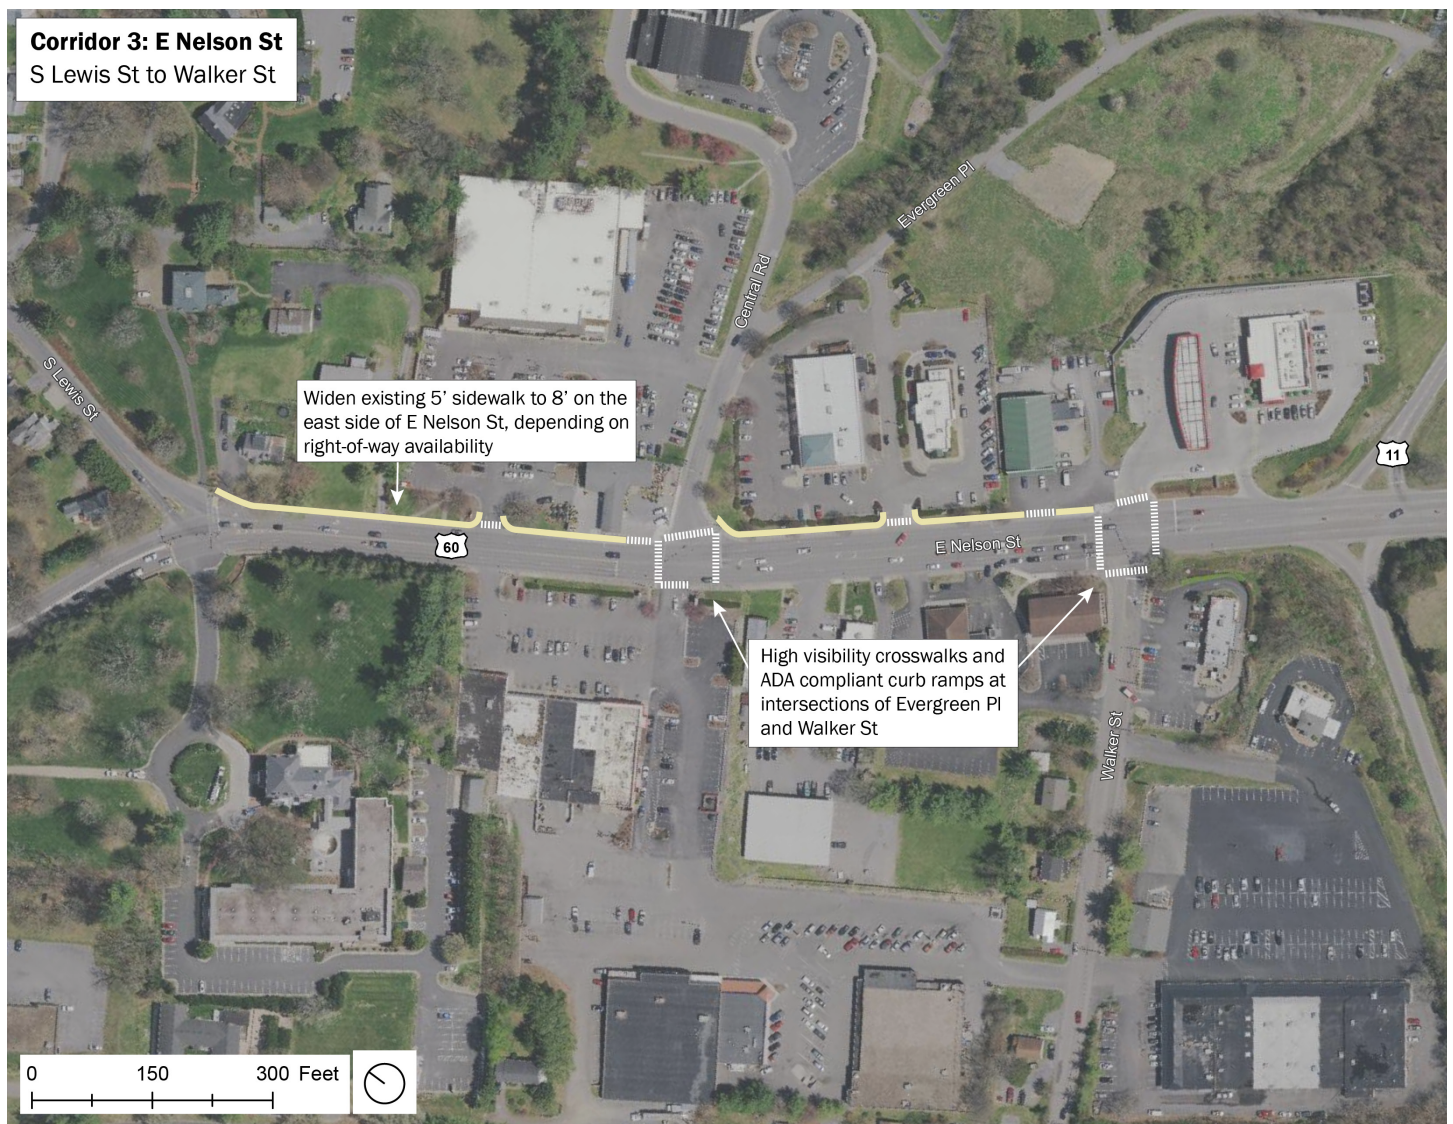 Corridor 3: E Nelson St
S Lewis St to Walker St
Evergreen Pl
Central Rd
S Lewis St
Widen existing 5’ sidewalk to 8’ on the
east side of E Nelson St, depending on
right-of-way availability
11
60
E Nelson St
High visibility crosswalks and
ADA compliant curb ramps at
intersections of Evergreen Pl
and Walker St
Walker St
0 150 300 Feet